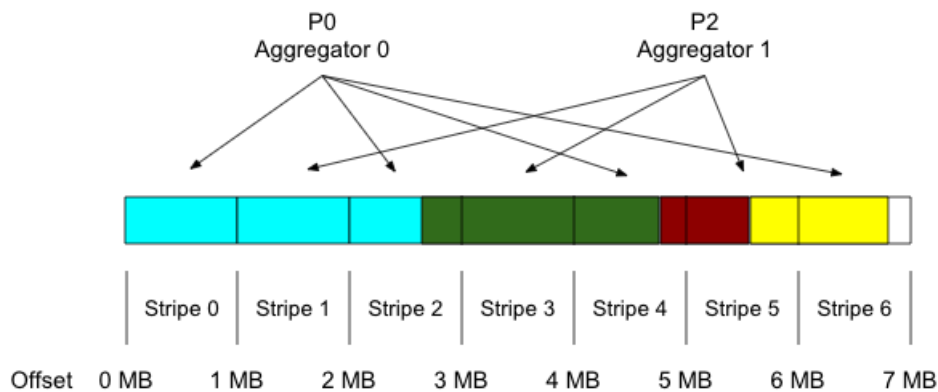 P0
Aggregator 0
P2
Aggregator 1
Stripe 0 Stripe 1 Stripe 2 Stripe 3 Stripe 4 Stripe 5 Stripe 6
Offset 0 MB 1 MB 2 MB 3 MB 4 MB 5 MB 6 MB 7 MB